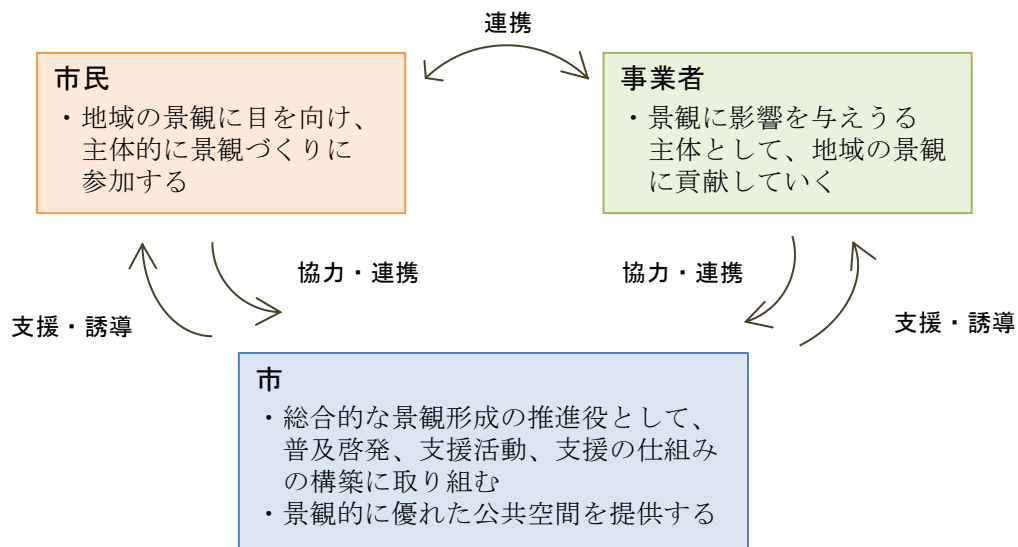 連携
市民
・地域の景観に目を向け、
主体的に景観づくりに
参加する
事業者
・景観に影響を与えうる
主体として、地域の景観
に貢献していく
協力・連携
協力・連携
支援・誘導
支援・誘導
市
・総合的な景観形成の推進役として、
普及啓発、支援活動、支援の仕組み
の構築に取り組む
・景観的に優れた公共空間を提供する